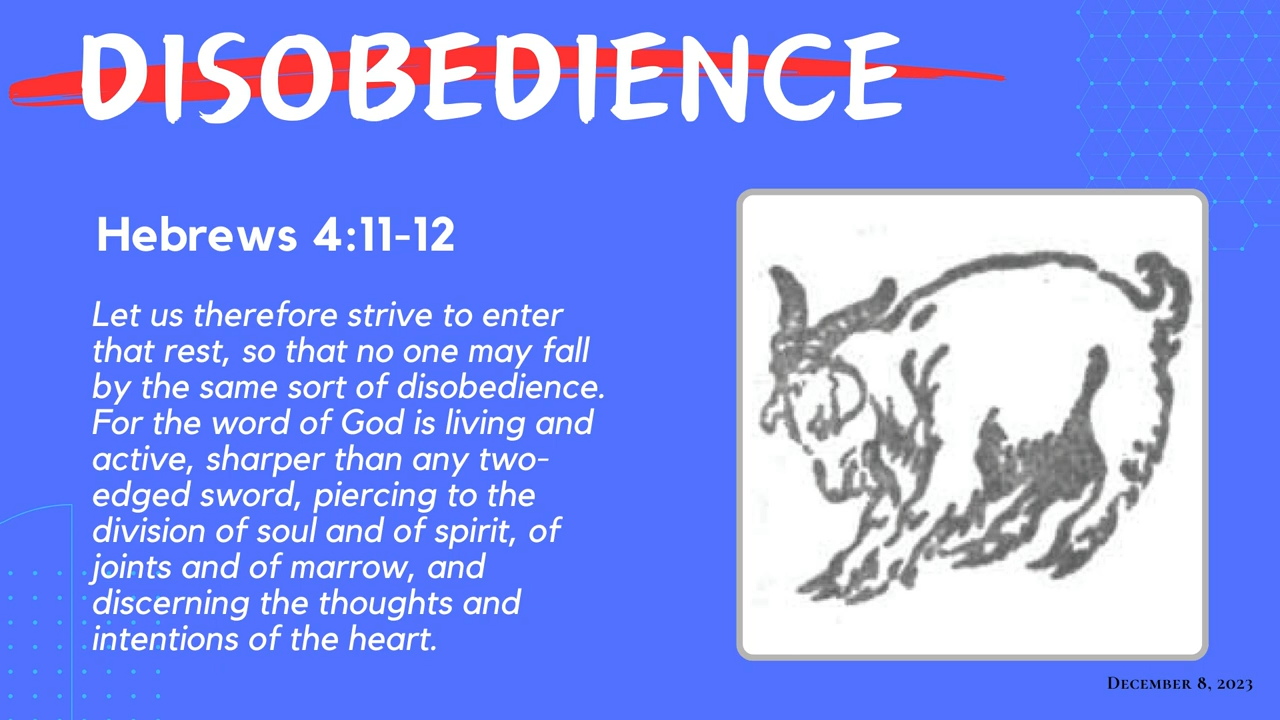 DISOBEDIENCE
Hebrews 4:11-12
Let us therefore strive to enter
that rest, so that no one may fall
by the same sort of disobedience.
For the word of God is living and
active, sharper than any two-
edged sword, piercing to the
division of soul and of spirit, of
joints and of marrow, and
discerning the thoughts and
intentions of the heart.
December 8, 2023